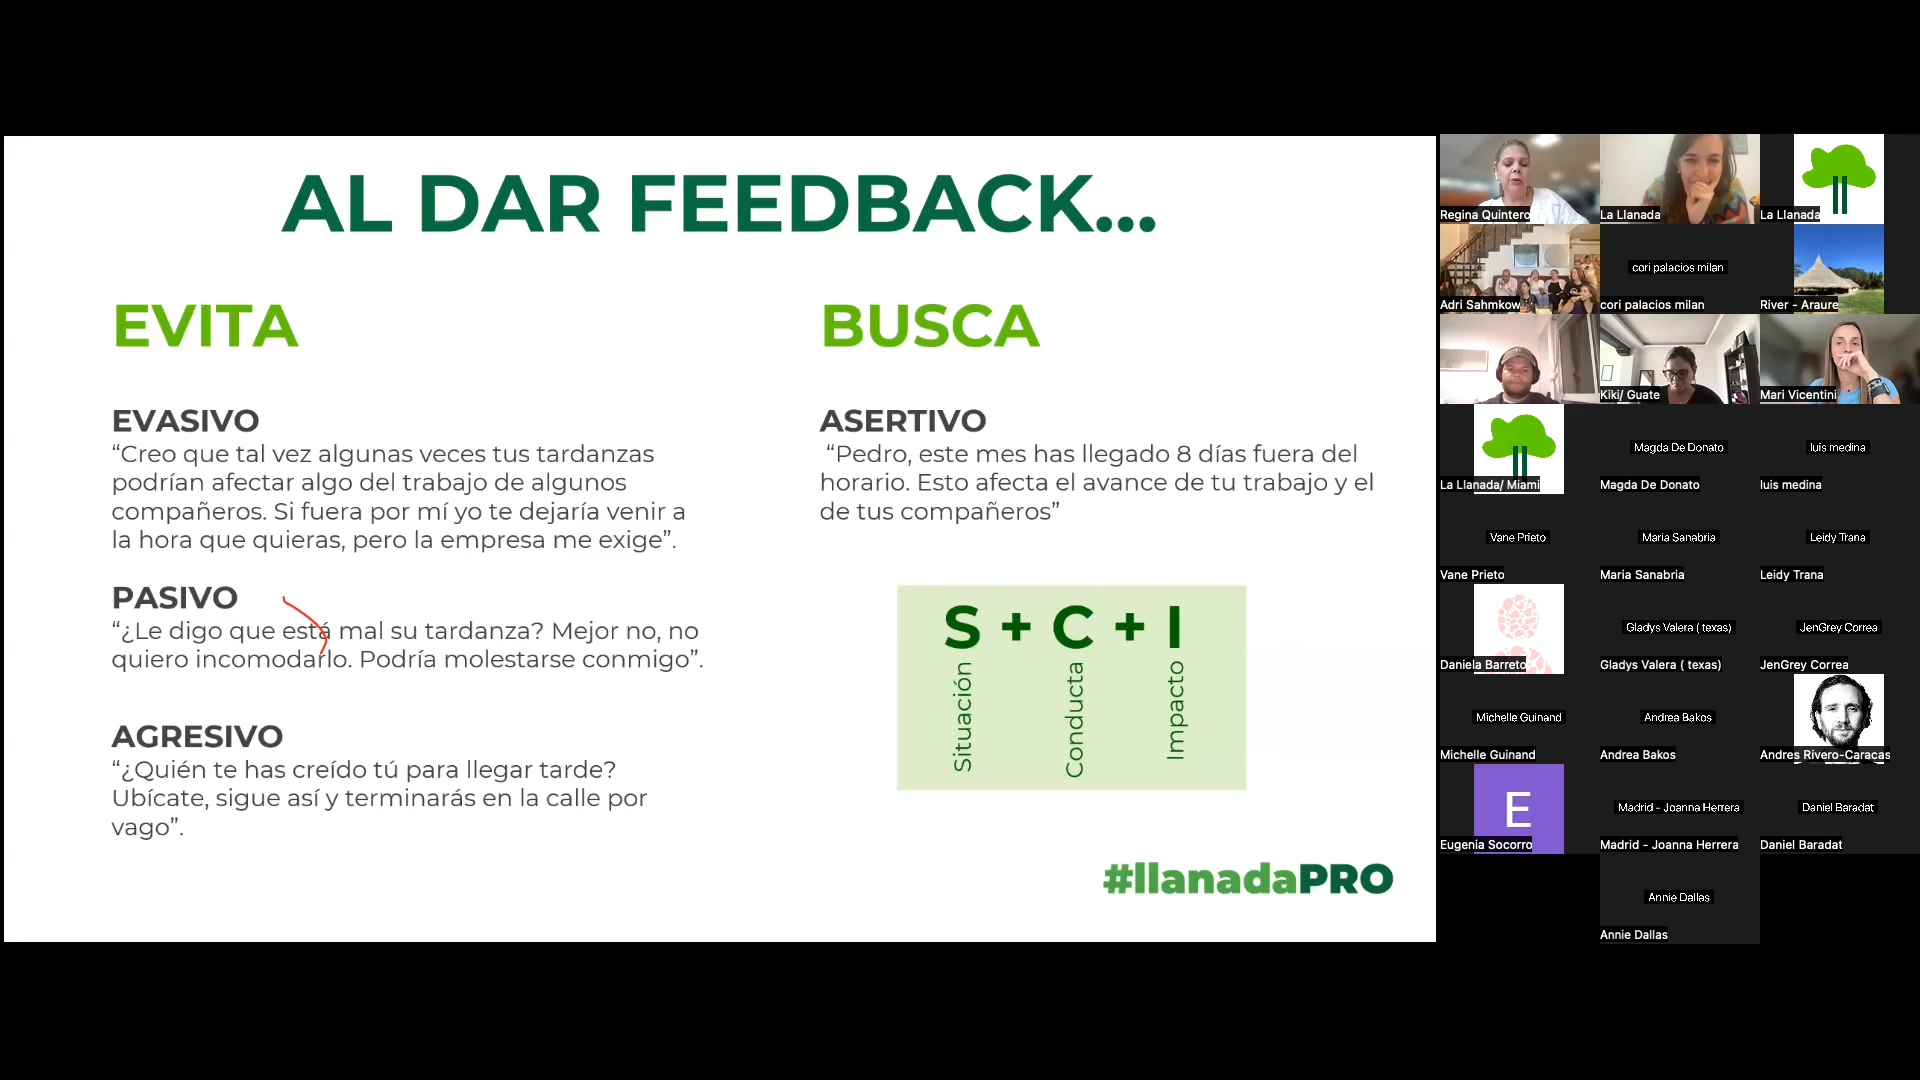 AL DAR FEEDBACK...
EVITA
EVASIVO
“Creo que tal vez algunas veces tus tardanzas
podrían afectar algo del trabajo de algunos
compañeros. Si fuera por mí yo te dejaría venir a
la hora que quieras, pero la empresa me exige”.
PASIVO
“¿Le digo que está mal su tardanza? Mejor no, no
quiero incomodarlo. Podría molestarse conmigo”.
AGRESIVO
“¿Quién te has creído tú para llegar tarde?
Ubícate, sigue así y terminarás en la calle por
vago”.
BUSCA
ASERTIVO
“Pedro, este mes has llegado 8 días fuera del
horario. Esto afecta el avance de tu trabajo y el
de tus compañeros”
S + C + I
Situación
Conducta
Impacto
#llanadaPRO
Regina Quintero
La Llanada
La Llanada
Adri Sahmkow
cori palacios milan
cori palacios milan
River - Araure
Kiki/ Guate
Mari Vicentini
La Llanada/ Miami
Magda De Donato
Magda De Donato
luis medina
luis medina
Vane Prieto
Vane Prieto
Maria Sanabria
Maria Sanabria
Leidy Trana
Leidy Trana
Daniela Barreto
Gladys Valera ( texas)
Gladys Valera ( texas)
JenGrey Correa
JenGrey Correa
Michelle Guinand
Michelle Guinand
Andrea Bakos
Andrea Bakos
Andres Rivero-Caracas
E
Eugenia Socorro
Madrid - Joanna Herrera
Madrid - Joanna Herrera
Daniel Baradat
Daniel Baradat
Annie Dallas
Annie Dallas